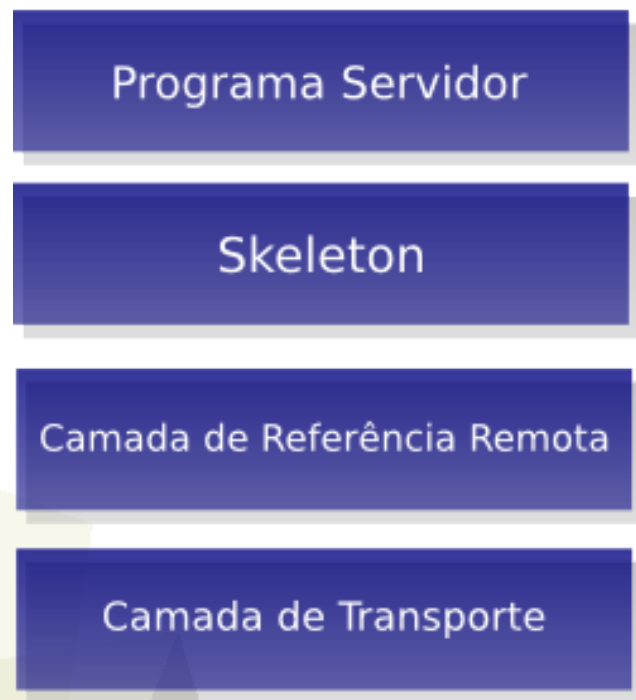 Programa Servidor
Skeleton
Camada de Referência Remota
Camada de Transporte